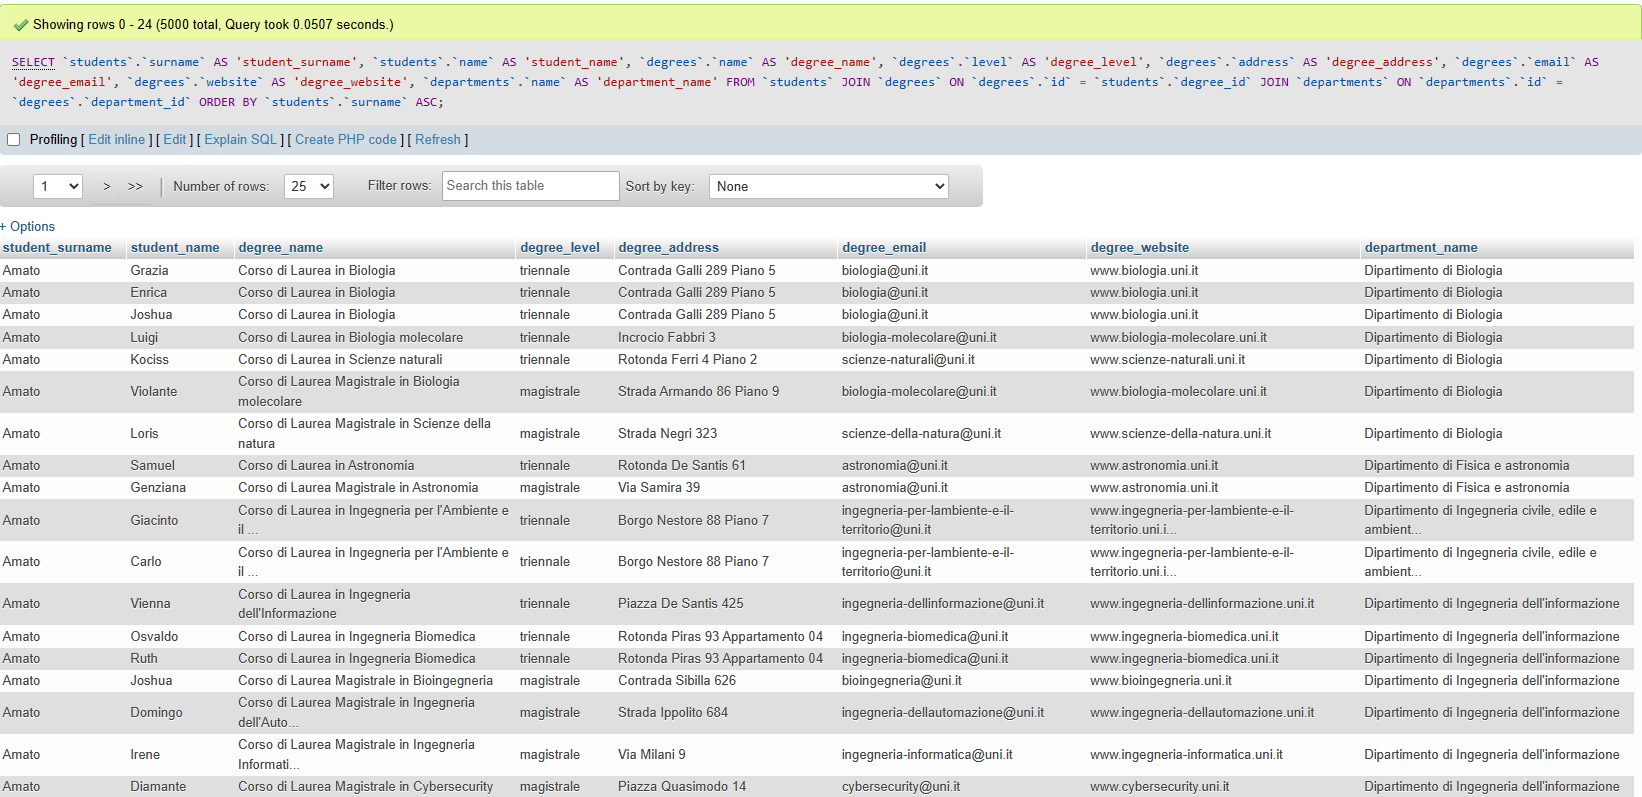 Showing rows 0 - 24 (5000 total, Query took 0.0507 seconds.)
SELECT `students`.`surname` AS 'student_surname', `students`.`name` AS 'student_name', `degrees`.`name` AS 'degree_name', `degrees`.`level` AS 'degree_level', `degrees`.`address` AS 'degree_address', `degrees`.`email` AS
'degree_email', `degrees`.`website` AS 'degree_website', `departments`.`name` AS 'department_name' FROM `students` JOIN `degrees` ON `degrees`.`id` = `students`.`degree_id` JOIN `departments` ON `departments`.`id` =
`degrees`.`department_id` ORDER BY `students`.`surname` ASC;
Profiling [ Edit inline ] [ Edit ] [ Explain SQL ] [ Create PHP code ] [ Refresh ]
1 > >> | Number of rows: 25 Filter rows: Search this table Sort by key: None
+ Options
student_surname student_name degree_name degree_level degree_address degree_email degree_website department_name
Amato Grazia Corso di Laurea in Biologia triennale Contrada Galli 289 Piano 5 biologia@uni.it www.biologia.uni.it Dipartimento di Biologia
Amato Enrica Corso di Laurea in Biologia triennale Contrada Galli 289 Piano 5 biologia@uni.it www.biologia.uni.it Dipartimento di Biologia
Amato Joshua Corso di Laurea in Biologia triennale Contrada Galli 289 Piano 5 biologia@uni.it www.biologia.uni.it Dipartimento di Biologia
Amato Luigi Corso di Laurea in Biologia molecolare triennale Incrocio Fabbri 3 biologia-molecolare@uni.it www.biologia-molecolare.uni.it Dipartimento di Biologia
Amato Kociss Corso di Laurea in Scienze naturali triennale Rotonda Ferri 4 Piano 2 scienze-naturali@uni.it www.scienze-naturali.uni.it Dipartimento di Biologia
Amato Violante Corso di Laurea Magistrale in Biologia
molecolare magistrale Strada Armando 86 Piano 9 biologia-molecolare@uni.it www.biologia-molecolare.uni.it Dipartimento di Biologia
Amato Loris Corso di Laurea Magistrale in Scienze della
natura magistrale Strada Negri 323 scienze-della-natura@uni.it www.scienze-della-natura.uni.it Dipartimento di Biologia
Amato Samuel Corso di Laurea in Astronomia triennale Rotonda De Santis 61 astronomia@uni.it www.astronomia.uni.it Dipartimento di Fisica e astronomia
Amato Genziana Corso di Laurea Magistrale in Astronomia magistrale Via Samira 39 astronomia@uni.it www.astronomia.uni.it Dipartimento di Fisica e astronomia
Amato Giacinto Corso di Laurea in Ingegneria per l'Ambiente e
il ... triennale Borgo Nestore 88 Piano 7 ingegneria-per-lambiente-e-il-
territorio@uni.it www.ingegneria-per-lambiente-e-il-
territorio.uni.i... Dipartimento di Ingegneria civile, edile e
ambient...
Amato Carlo Corso di Laurea in Ingegneria per l'Ambiente e
il ... triennale Borgo Nestore 88 Piano 7 ingegneria-per-lambiente-e-il-
territorio@uni.it www.ingegneria-per-lambiente-e-il-
territorio.uni.i... Dipartimento di Ingegneria civile, edile e
ambient...
Amato Vienna Corso di Laurea in Ingegneria
dell'Informazione triennale Piazza De Santis 425 ingegneria-dellinformazione@uni.it www.ingegneria-dellinformazione.uni.it Dipartimento di Ingegneria dell'informazione
Amato Osvaldo Corso di Laurea in Ingegneria Biomedica triennale Rotonda Piras 93 Appartamento 04 ingegneria-biomedica@uni.it www.ingegneria-biomedica.uni.it Dipartimento di Ingegneria dell'informazione
Amato Ruth Corso di Laurea in Ingegneria Biomedica triennale Rotonda Piras 93 Appartamento 04 ingegneria-biomedica@uni.it www.ingegneria-biomedica.uni.it Dipartimento di Ingegneria dell'informazione
Amato Joshua Corso di Laurea Magistrale in Bioingegneria magistrale Contrada Sibilla 626 bioingegneria@uni.it www.bioingegneria.uni.it Dipartimento di Ingegneria dell'informazione
Amato Domingo Corso di Laurea Magistrale in Ingegneria
dell'Auto... magistrale Strada Ippolito 684 ingegneria-dellautomazione@uni.it www.ingegneria-dellautomazione.uni.it Dipartimento di Ingegneria dell'informazione
Amato Irene Corso di Laurea Magistrale in Ingegneria
Informati... magistrale Via Milani 9 ingegneria-informatica@uni.it www.ingegneria-informatica.uni.it Dipartimento di Ingegneria dell'informazione
Amato Diamante Corso di Laurea Magistrale in Cybersecurity magistrale Piazza Quasimodo 14 cybersecurity@uni.it www.cybersecurity.uni.it Dipartimento di Ingegneria dell'informazione